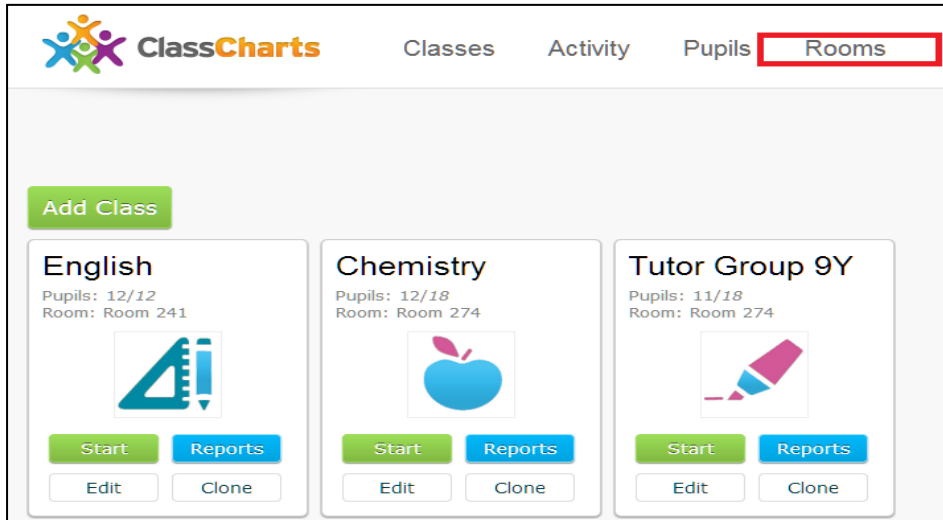 ClassCharts Classes Activity Pupils Rooms
Add Class
English
Pupils: 12/12
Room: Room 241
Start Reports
Edit Clone
Chemistry
Pupils: 12/18
Room: Room 274
Start Reports
Edit Clone
Tutor Group 9Y
Pupils: 11/18
Room: Room 274
Start Reports
Edit Clone